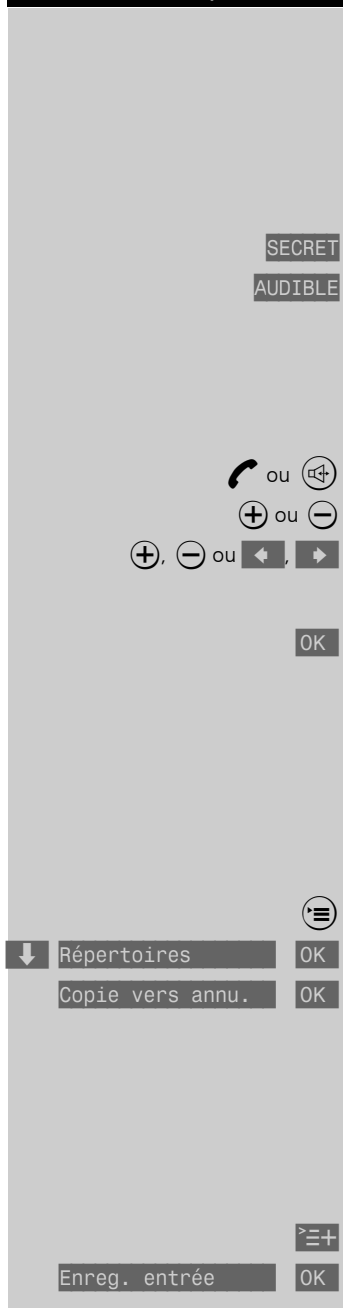 SECRET
AUDIBLE
ou
ou
, ou ,
OK
Répertoires OK
Copie vers annu. OK
Enreg. entrée OK